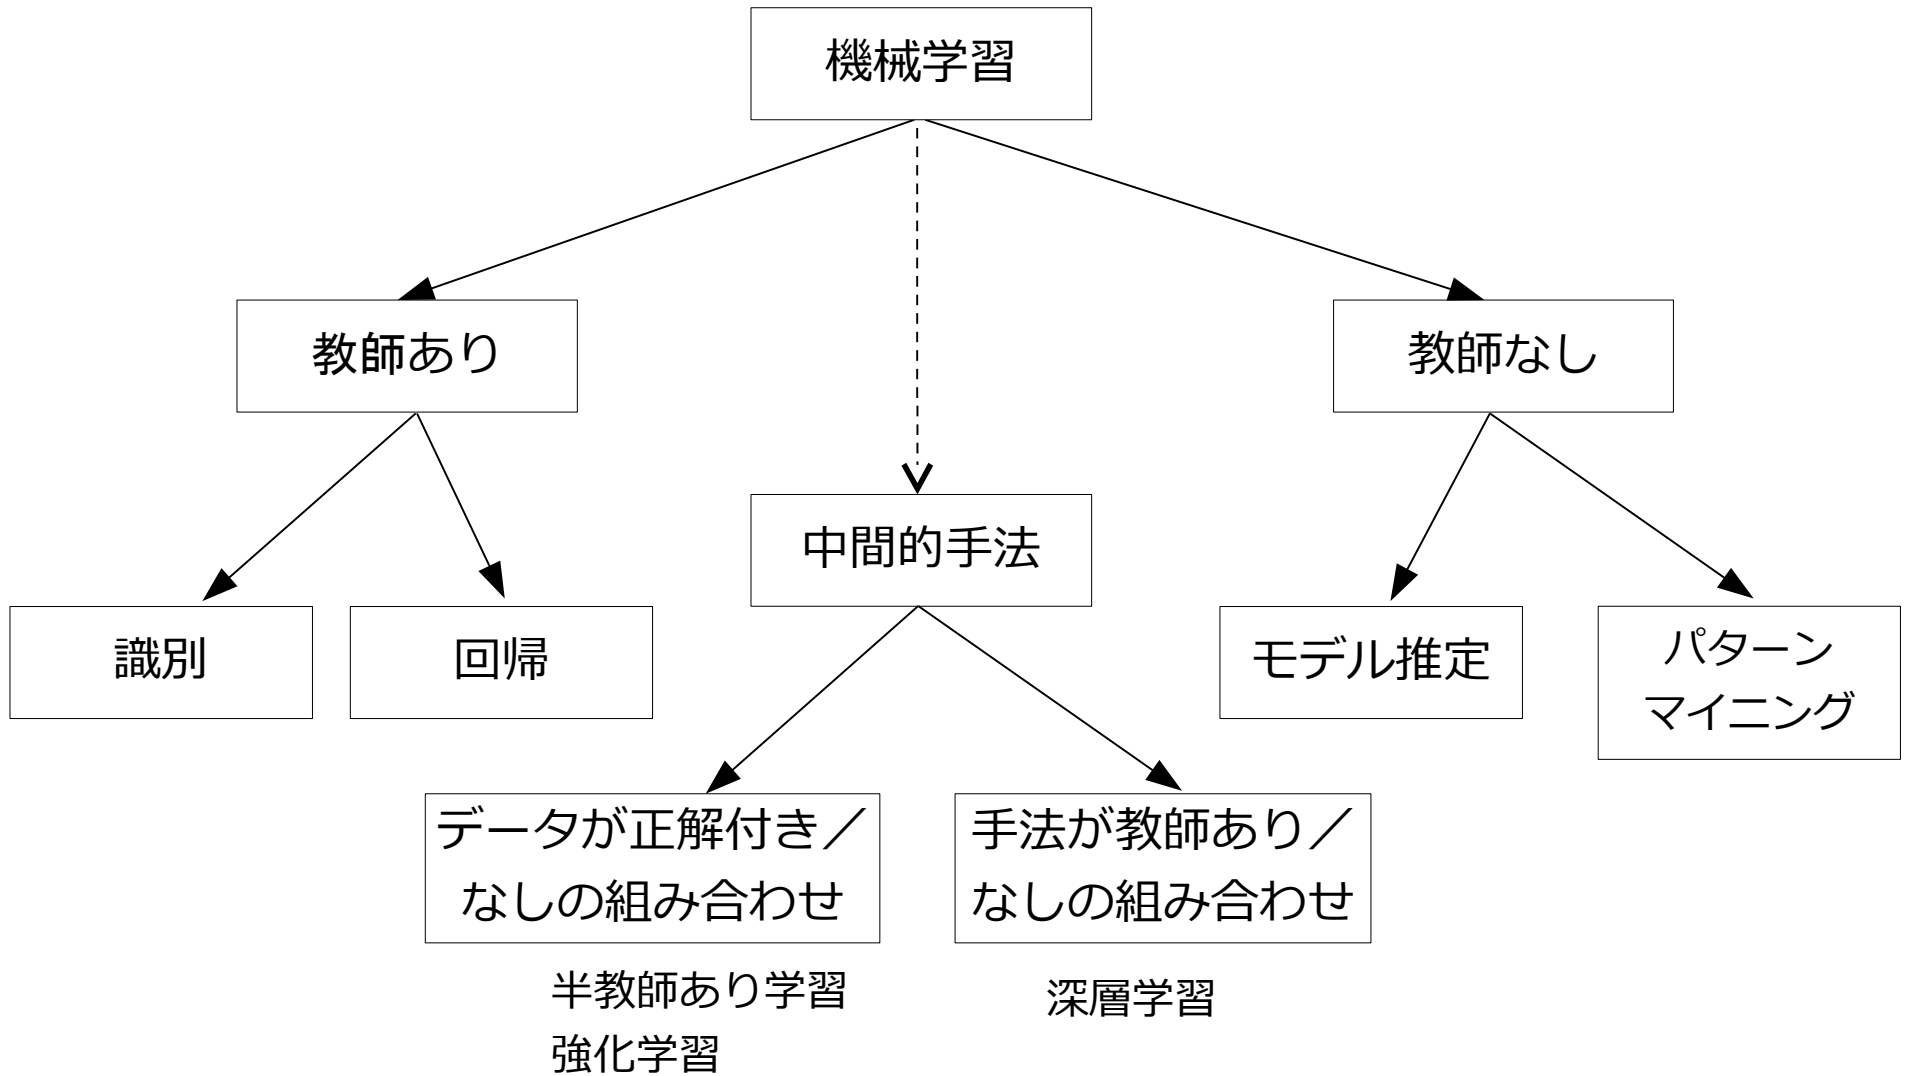 機械学習
教師あり
教師なし
中間的手法
識別
回帰
モデル推定
パターン
マイニング
データが正解付き／
なしの組み合わせ
手法が教師あり／
なしの組み合わせ
半教師あり学習
強化学習
深層学習